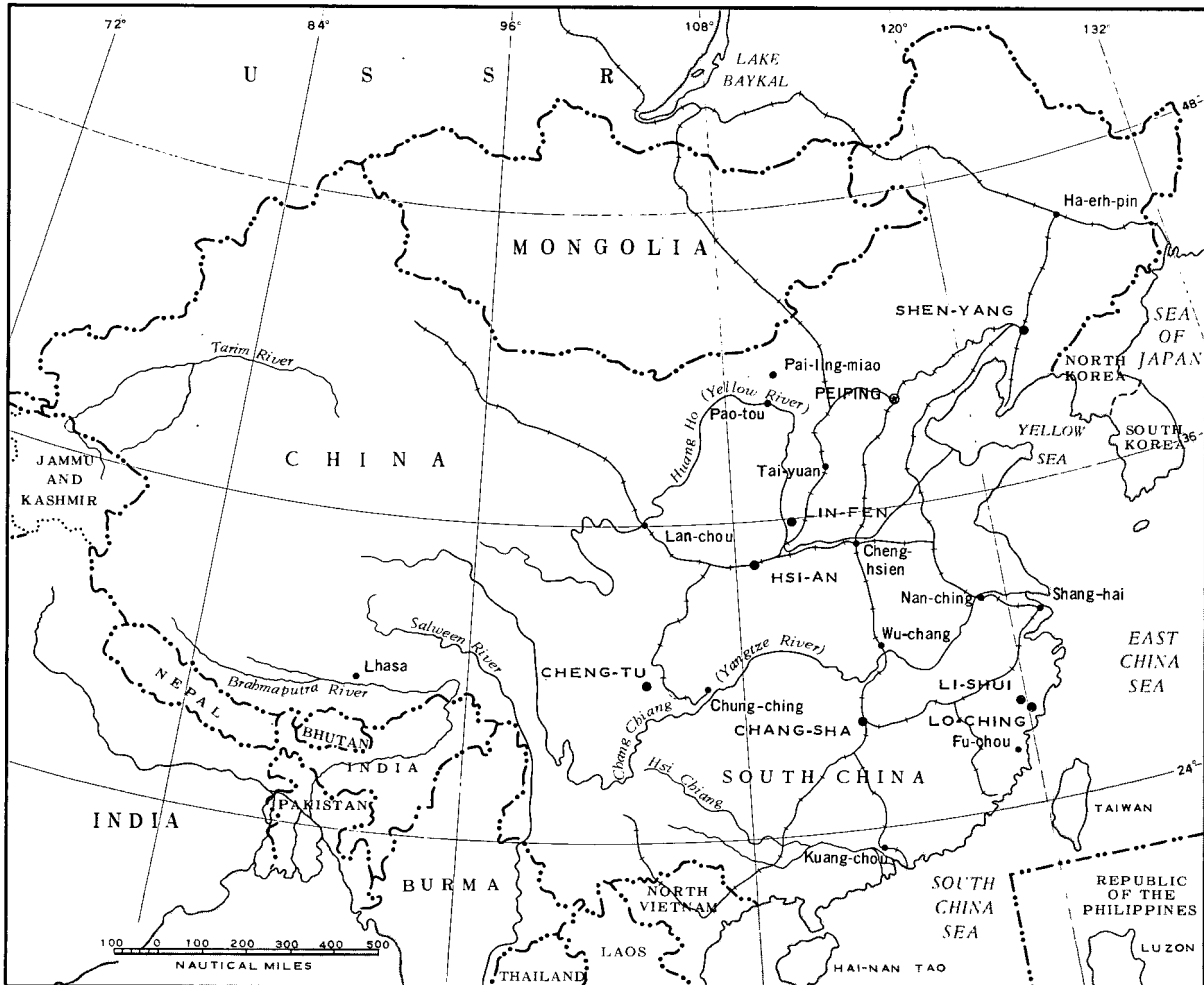 72°
84°
96°
108°
120°
132°
U S S R
LAKE
BAYKAL
48°
Ha-erh-pin
MONGOLIA
SHEN-YANG
SEA
OF
JAPAN
Tarim River
Pai-ling-miao
NORTH
KOREA
PEIPING
Huang Ho (Yellow River)
Pao-tou
YELLOW
SEA
SOUTH
KOREA
36°
CHINA
JAMMU
AND
KASHMIR
Tai-yuan
LIN-FEN
Lan-chou
Cheng-
hsien
HSI-AN
Nan-ching
Shang-hai
Salween River
Wu-chang
EAST
CHINA
SEA
Lhasa
CHENG-TU
(Yangtze River)
LI-SHUI
NEPAL
Brahmaputra River
Chung-ching
Chang Chiang
CHANG-SHA
LO-CHING
BHUTAN
Fu-chou
INDIA
Hsi Chiang
SOUTH CHINA
24°
PAKISTAN
INDIA
TAIWAN
Kuang-chou
BURMA
NORTH
VIETNAM
SOUTH
CHINA
SEA
REPUBLIC
OF THE
PHILIPPINES
100 0 100 200 300 400 500
NAUTICAL MILES
LAOS
LUZON
THAILAND
HAI-NAN TAO